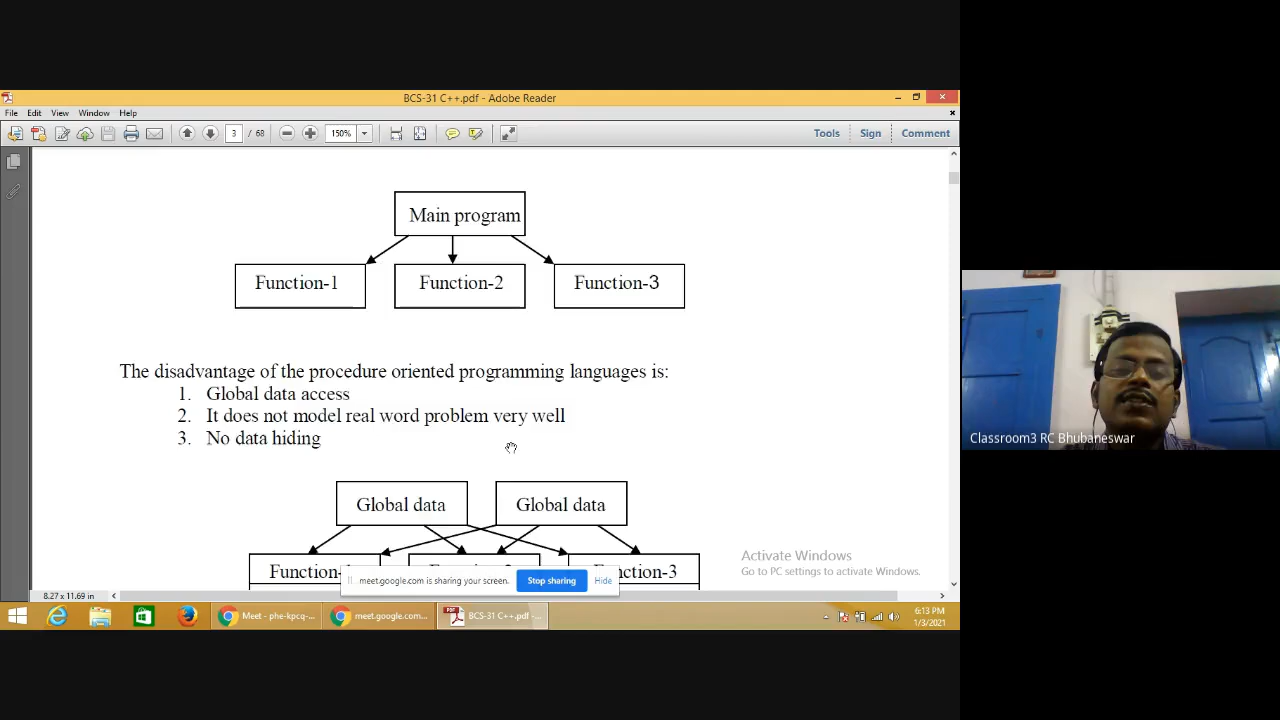 BCS-31 C++.pdf - Adobe Reader
File Edit View Window Help
3 / 68 150% Tools Sign Comment
Main program
Function-1 Function-2 Function-3
The disadvantage of the procedure oriented programming languages is:
1. Global data access
2. It does not model real word problem very well
3. No data hiding
Global data Global data
Function-1 Function-3
meet.google.com is sharing your screen. Stop sharing Hide
Activate Windows
Go to PC settings to activate Windows.
8.27 x 11.69 in
Meet - phe-kpcq-... meet.google.com... BCS-31 C++.pdf -...
6:13 PM
1/3/2021
Classroom3 RC Bhubaneswar